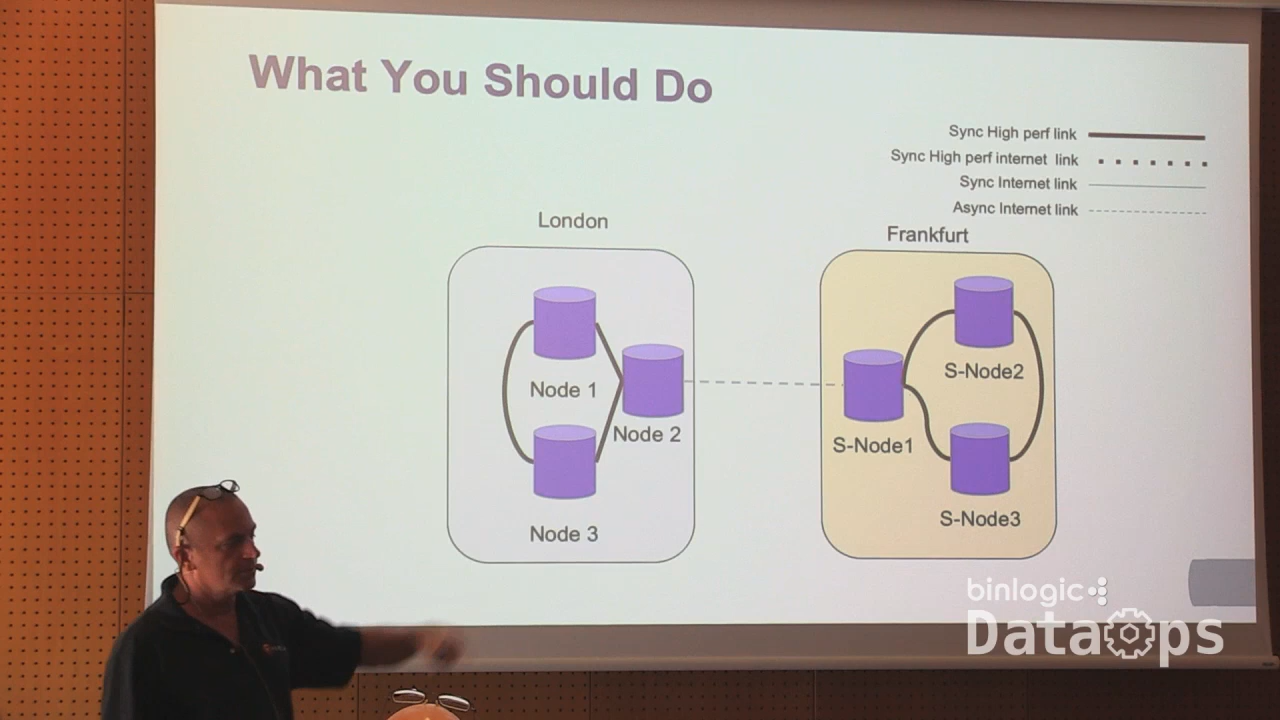 What You Should Do
Sync High perf link
Sync High perf internet link
Sync Internet link
Async Internet link
London
Frankfurt
Node 1
Node 2
Node 3
S-Node2
S-Node1
S-Node3
binlogic
DataOps